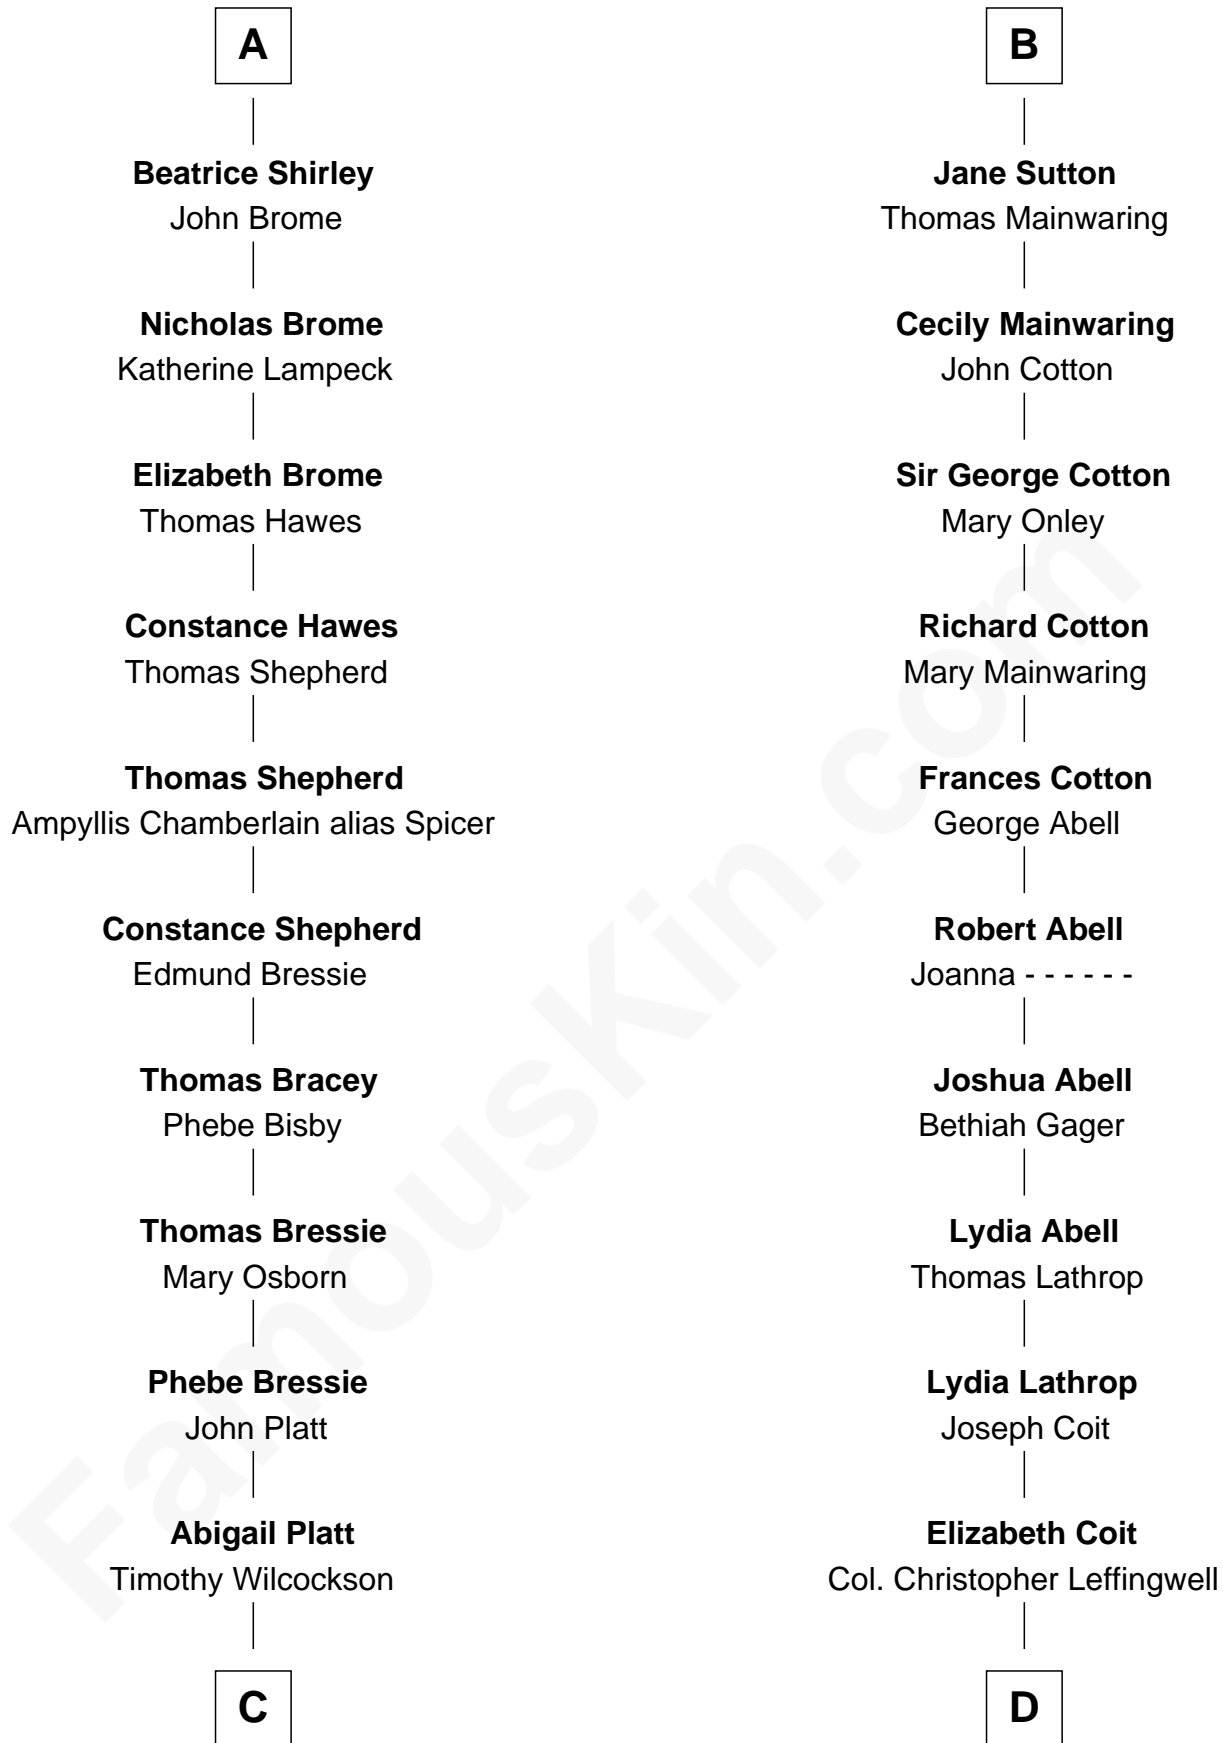 A
Beatrice Shirley
John Brome
Nicholas Brome
Katherine Lampeck
Elizabeth Brome
Thomas Hawes
Constance Hawes
Thomas Shepherd
Thomas Shepherd
Ampyllis Chamberlain alias Spicer
Constance Shepherd
Edmund Bressie
Thomas Bracey
Phebe Bisby
Thomas Bressie
Mary Osborn
Phebe Bressie
John Platt
Abigail Platt
Timothy Wilcockson
C
B
Jane Sutton
Thomas Mainwaring
Cecily Mainwaring
John Cotton
Sir George Cotton
Mary Onley
Richard Cotton
Mary Mainwaring
Frances Cotton
George Abell
Robert Abell
Joanna - - - - - -
Joshua Abell
Bethiah Gager
Lydia Abell
Thomas Lathrop
Lydia Lathrop
Joseph Coit
Elizabeth Coit
Col. Christopher Leffingwell
D
FamousKin.com